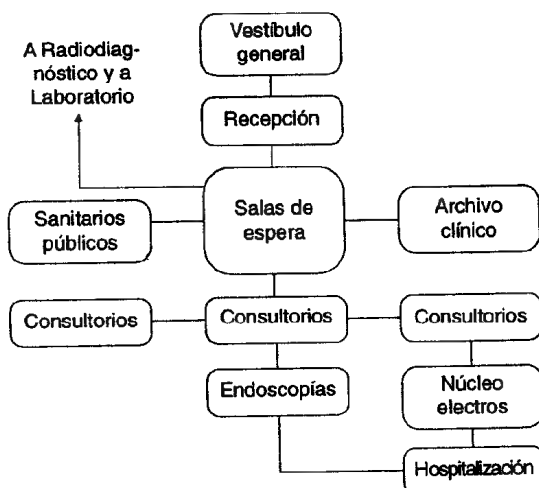 Vestíbulo
general
A Radiodiag-
nóstico y a
Laboratorio
Recepción
Sanitarios
públicos
Salas de
espera
Archivo
clínico
Consultorios
Consultorios
Consultorios
Endoscopías
Núcleo
electros
Hospitalización